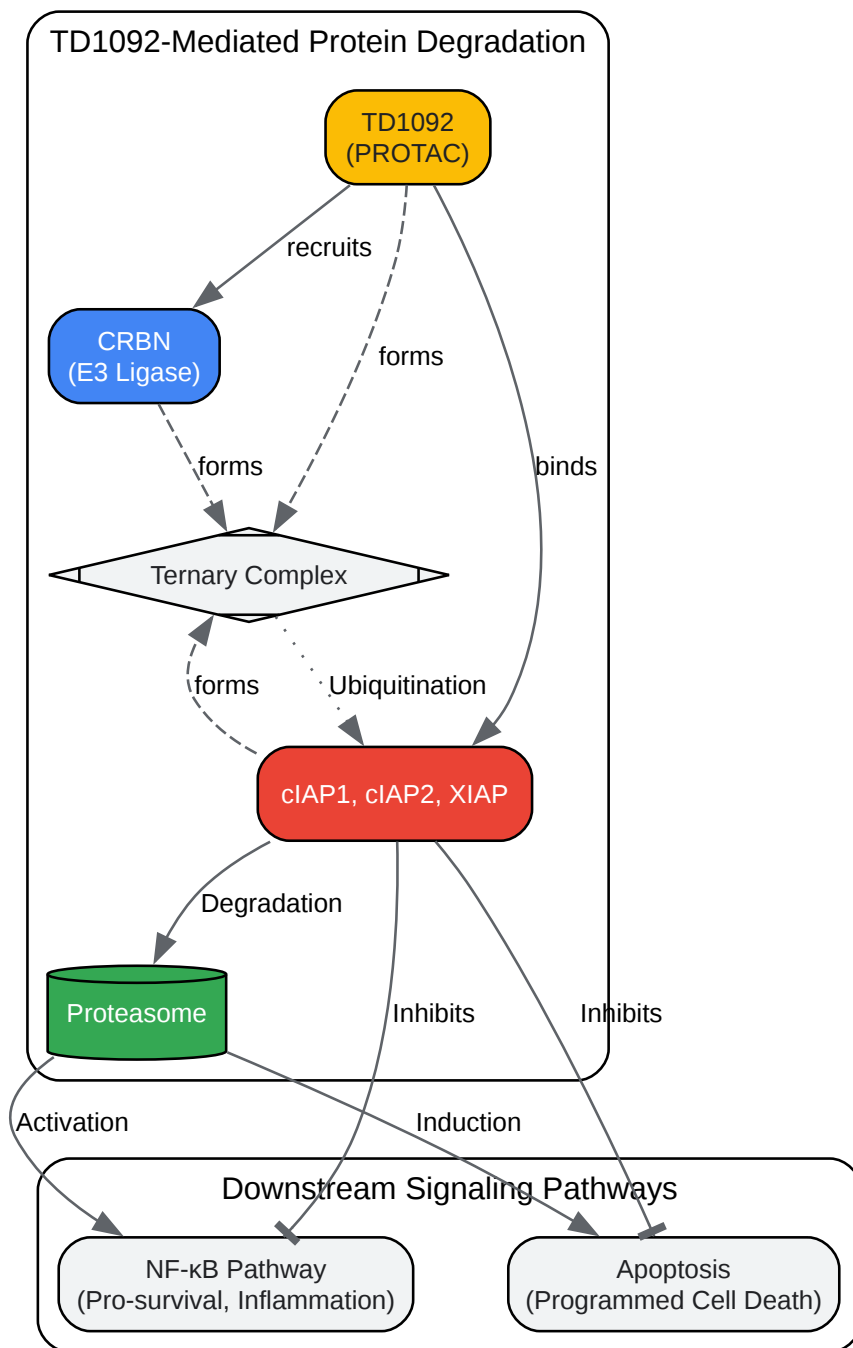 TD1092-Mediated Protein Degradation
TD1092
(PROTAC)
recruits
CRBN
(E3 Ligase)
forms
forms
binds
Ternary Complex
forms
Ubiquitination
cIAP1, cIAP2, XIAP
Degradation
Proteasome
Inhibits
Inhibits
Activation
Induction
Downstream Signaling Pathways
NF-κB Pathway
(Pro-survival, Inflammation)
Apoptosis
(Programmed Cell Death)